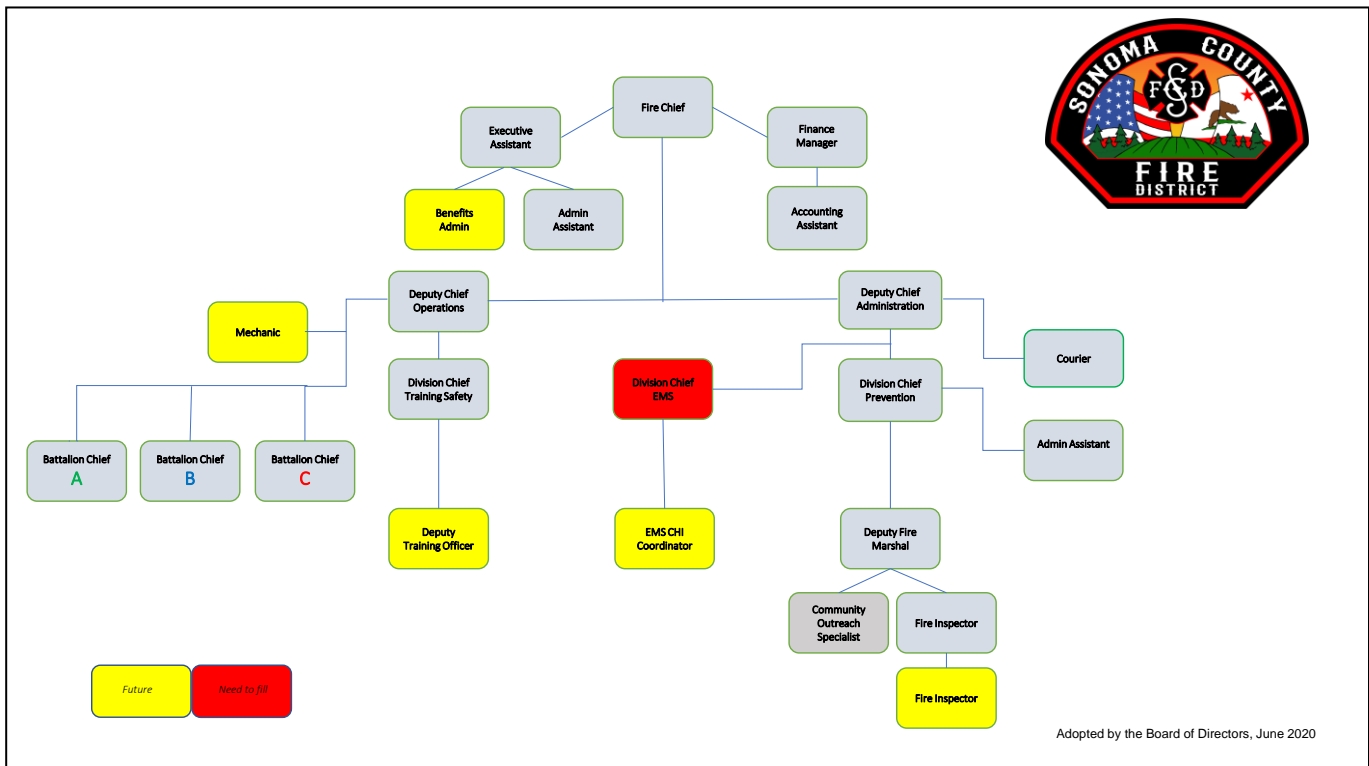 SONOMA COUNTY
F S D
C
FIRE
DISTRICT
Fire Chief
Executive
Assistant
Finance
Manager
Benefits
Admin
Admin
Assistant
Accounting
Assistant
Deputy Chief
Operations
Deputy Chief
Administration
Mechanic
Courier
Division Chief
Training Safety
Division Chief
EMS
Division Chief
Prevention
Battalion Chief
A
Battalion Chief
B
Battalion Chief
C
Admin Assistant
Deputy
Training Officer
EMS CHI
Coordinator
Deputy Fire
Marshal
Community
Outreach
Specialist
Fire Inspector
Fire Inspector
Future
Need to fill
Adopted by the Board of Directors, June 2020